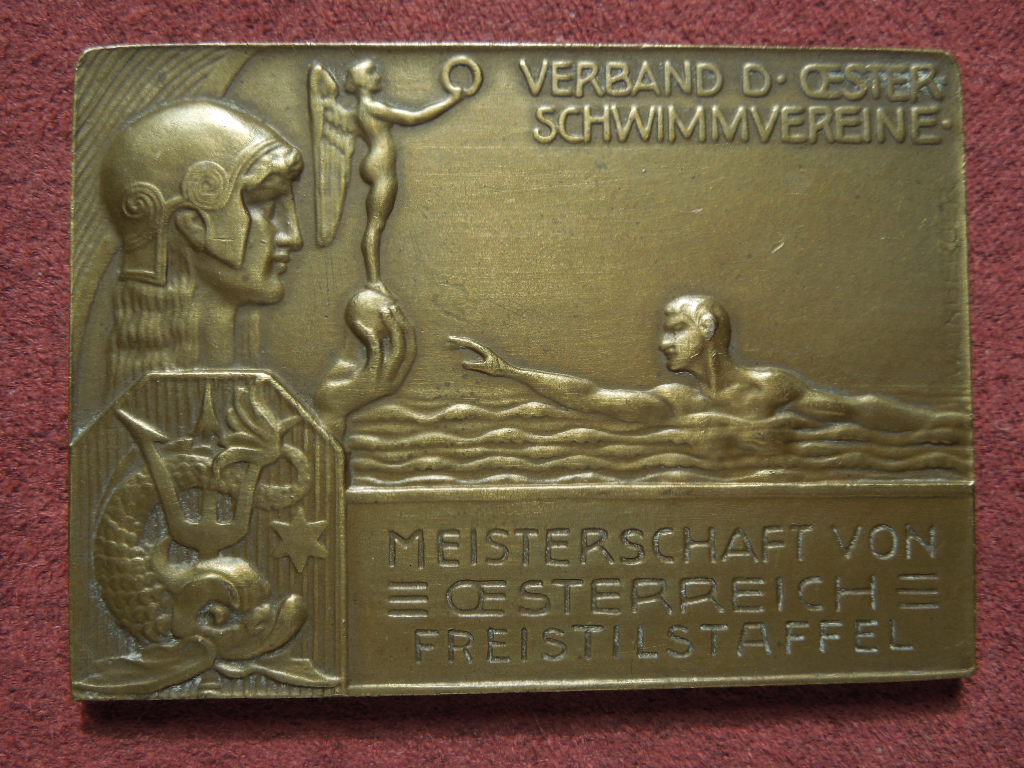 VERBAND D· ŒSTER·
SCHWIMMVEREINE·
MEISTERSCHAFT VON
ŒSTERREICH
FREISTILSTAFFEL